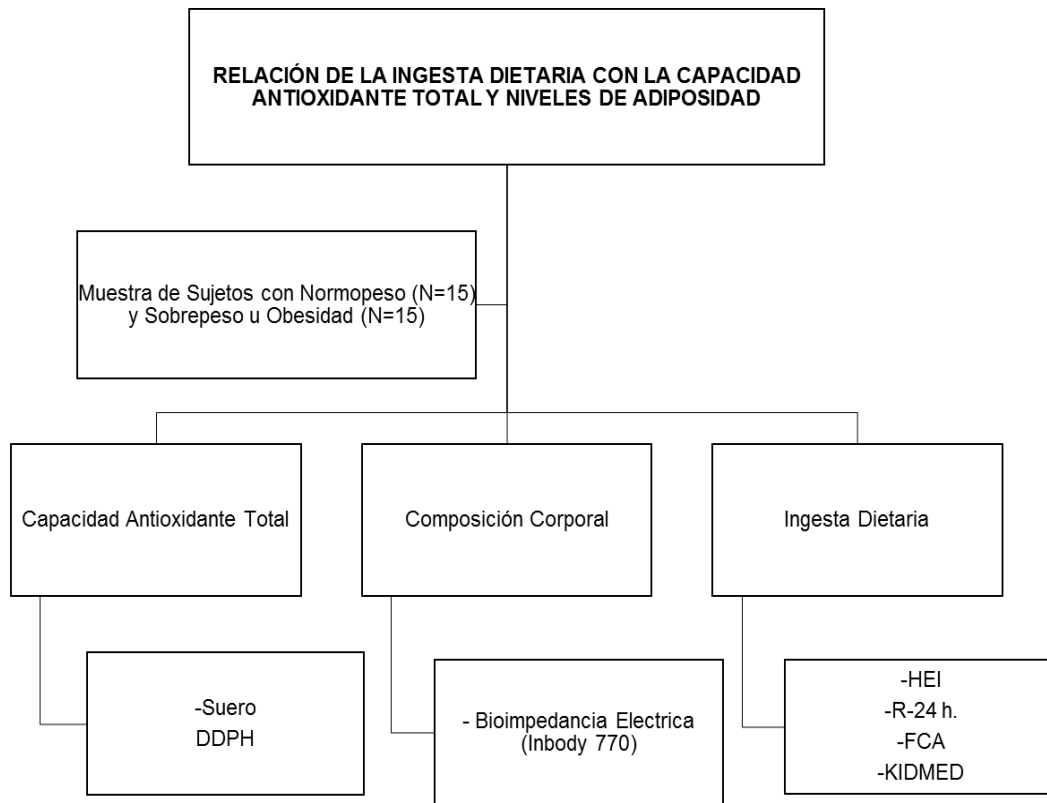 RELACIÓN DE LA INGESTA DIETARIA CON LA CAPACIDAD
ANTIOXIDANTE TOTAL Y NIVELES DE ADIPOSIDAD
Muestra de Sujetos con Normopeso (N=15)
y Sobrepeso u Obesidad (N=15)
Capacidad Antioxidante Total
Composición Corporal
Ingesta Dietaria
-Suero
DDPH
- Bioimpedancia Electrica
(Inbody 770)
-HEI
-R-24 h.
-FCA
-KIDMED